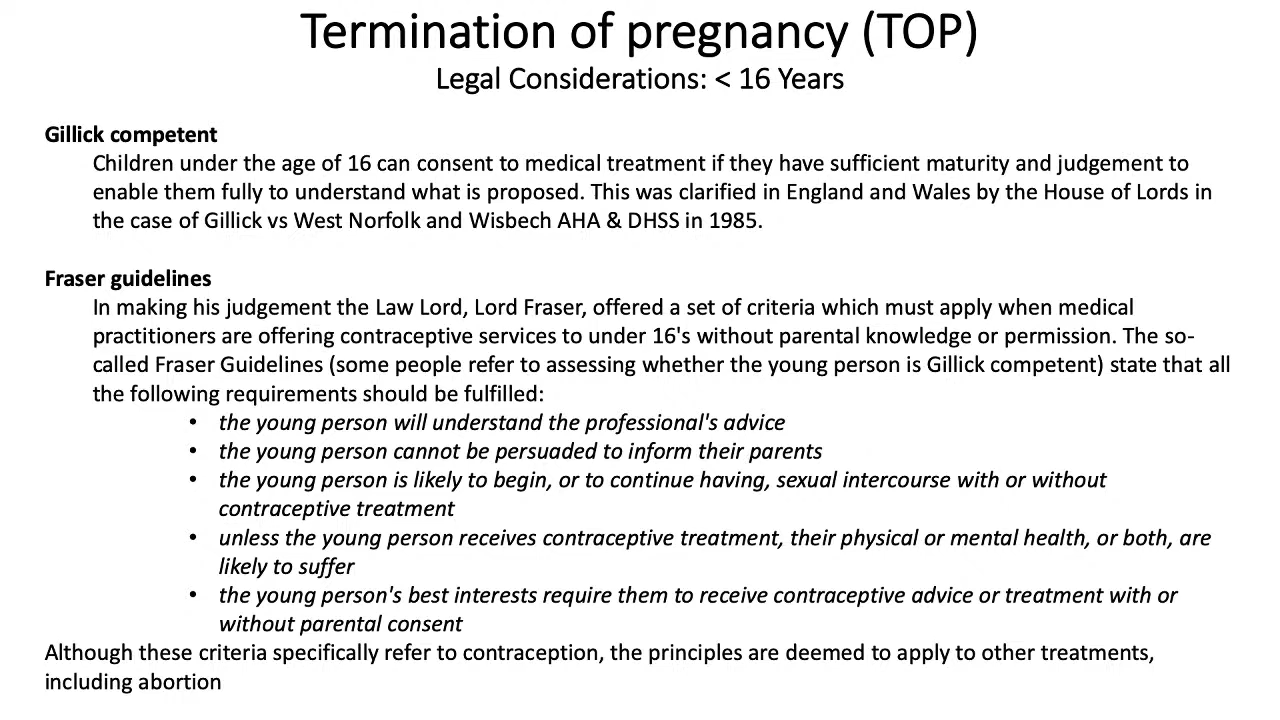 Termination of pregnancy (TOP)
Legal Considerations: < 16 Years
Gillick competent
Children under the age of 16 can consent to medical treatment if they have sufficient maturity and judgement to
enable them fully to understand what is proposed. This was clarified in England and Wales by the House of Lords in
the case of Gillick vs West Norfolk and Wisbech AHA & DHSS in 1985.
Fraser guidelines
In making his judgement the Law Lord, Lord Fraser, offered a set of criteria which must apply when medical
practitioners are offering contraceptive services to under 16's without parental knowledge or permission. The so-
called Fraser Guidelines (some people refer to assessing whether the young person is Gillick competent) state that all
the following requirements should be fulfilled:
• the young person will understand the professional's advice
• the young person cannot be persuaded to inform their parents
• the young person is likely to begin, or to continue having, sexual intercourse with or without
contraceptive treatment
• unless the young person receives contraceptive treatment, their physical or mental health, or both, are
likely to suffer
• the young person's best interests require them to receive contraceptive advice or treatment with or
without parental consent
Although these criteria specifically refer to contraception, the principles are deemed to apply to other treatments,
including abortion